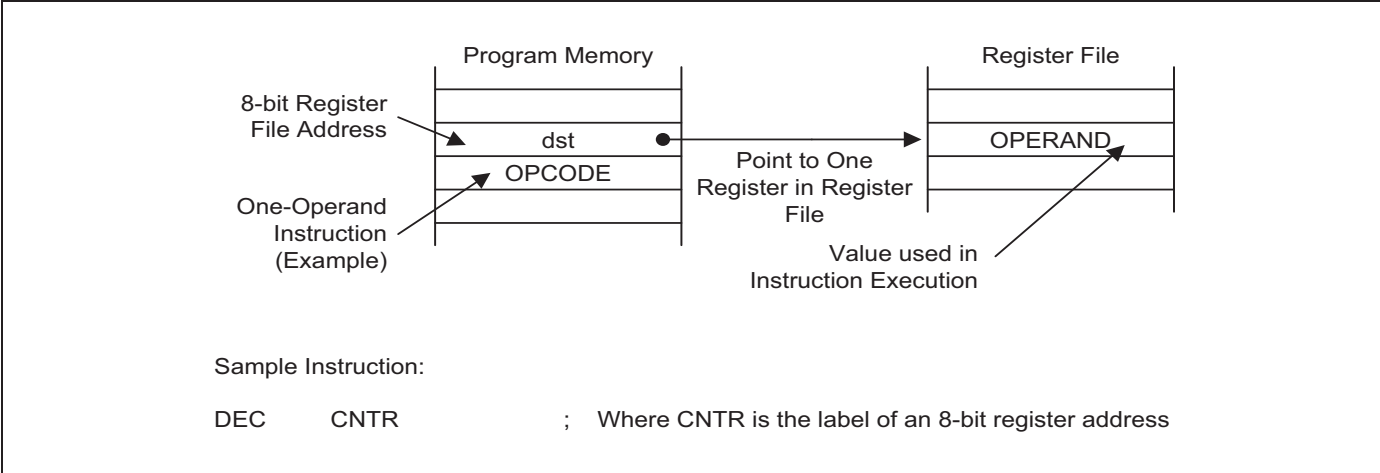 Program Memory
Register File
8-bit Register
File Address
dst
OPERAND
OPCODE
Point to One
Register in Register
File
One-Operand
Instruction
(Example)
Value used in
Instruction Execution
Sample Instruction:
DEC CNTR ; Where CNTR is the label of an 8-bit register address